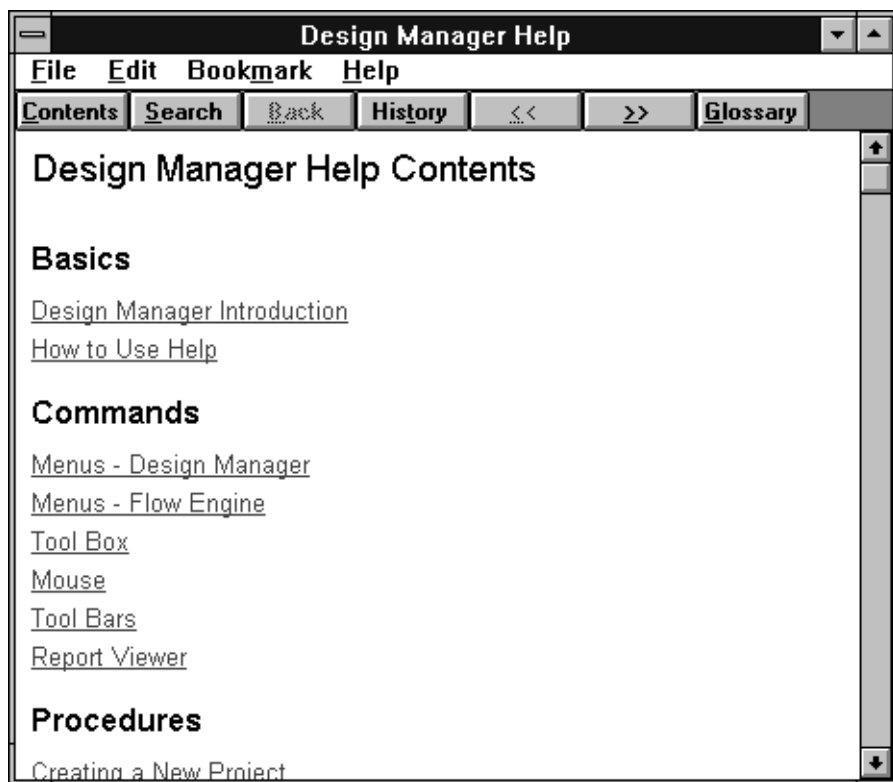 Design Manager Help
File Edit Bookmark Help
Contents Search Back History << >> Glossary
Design Manager Help Contents
Basics
Design Manager Introduction
How to Use Help
Commands
Menus - Design Manager
Menus - Flow Engine
Tool Box
Mouse
Tool Bars
Report Viewer
Procedures
Creating a New Project